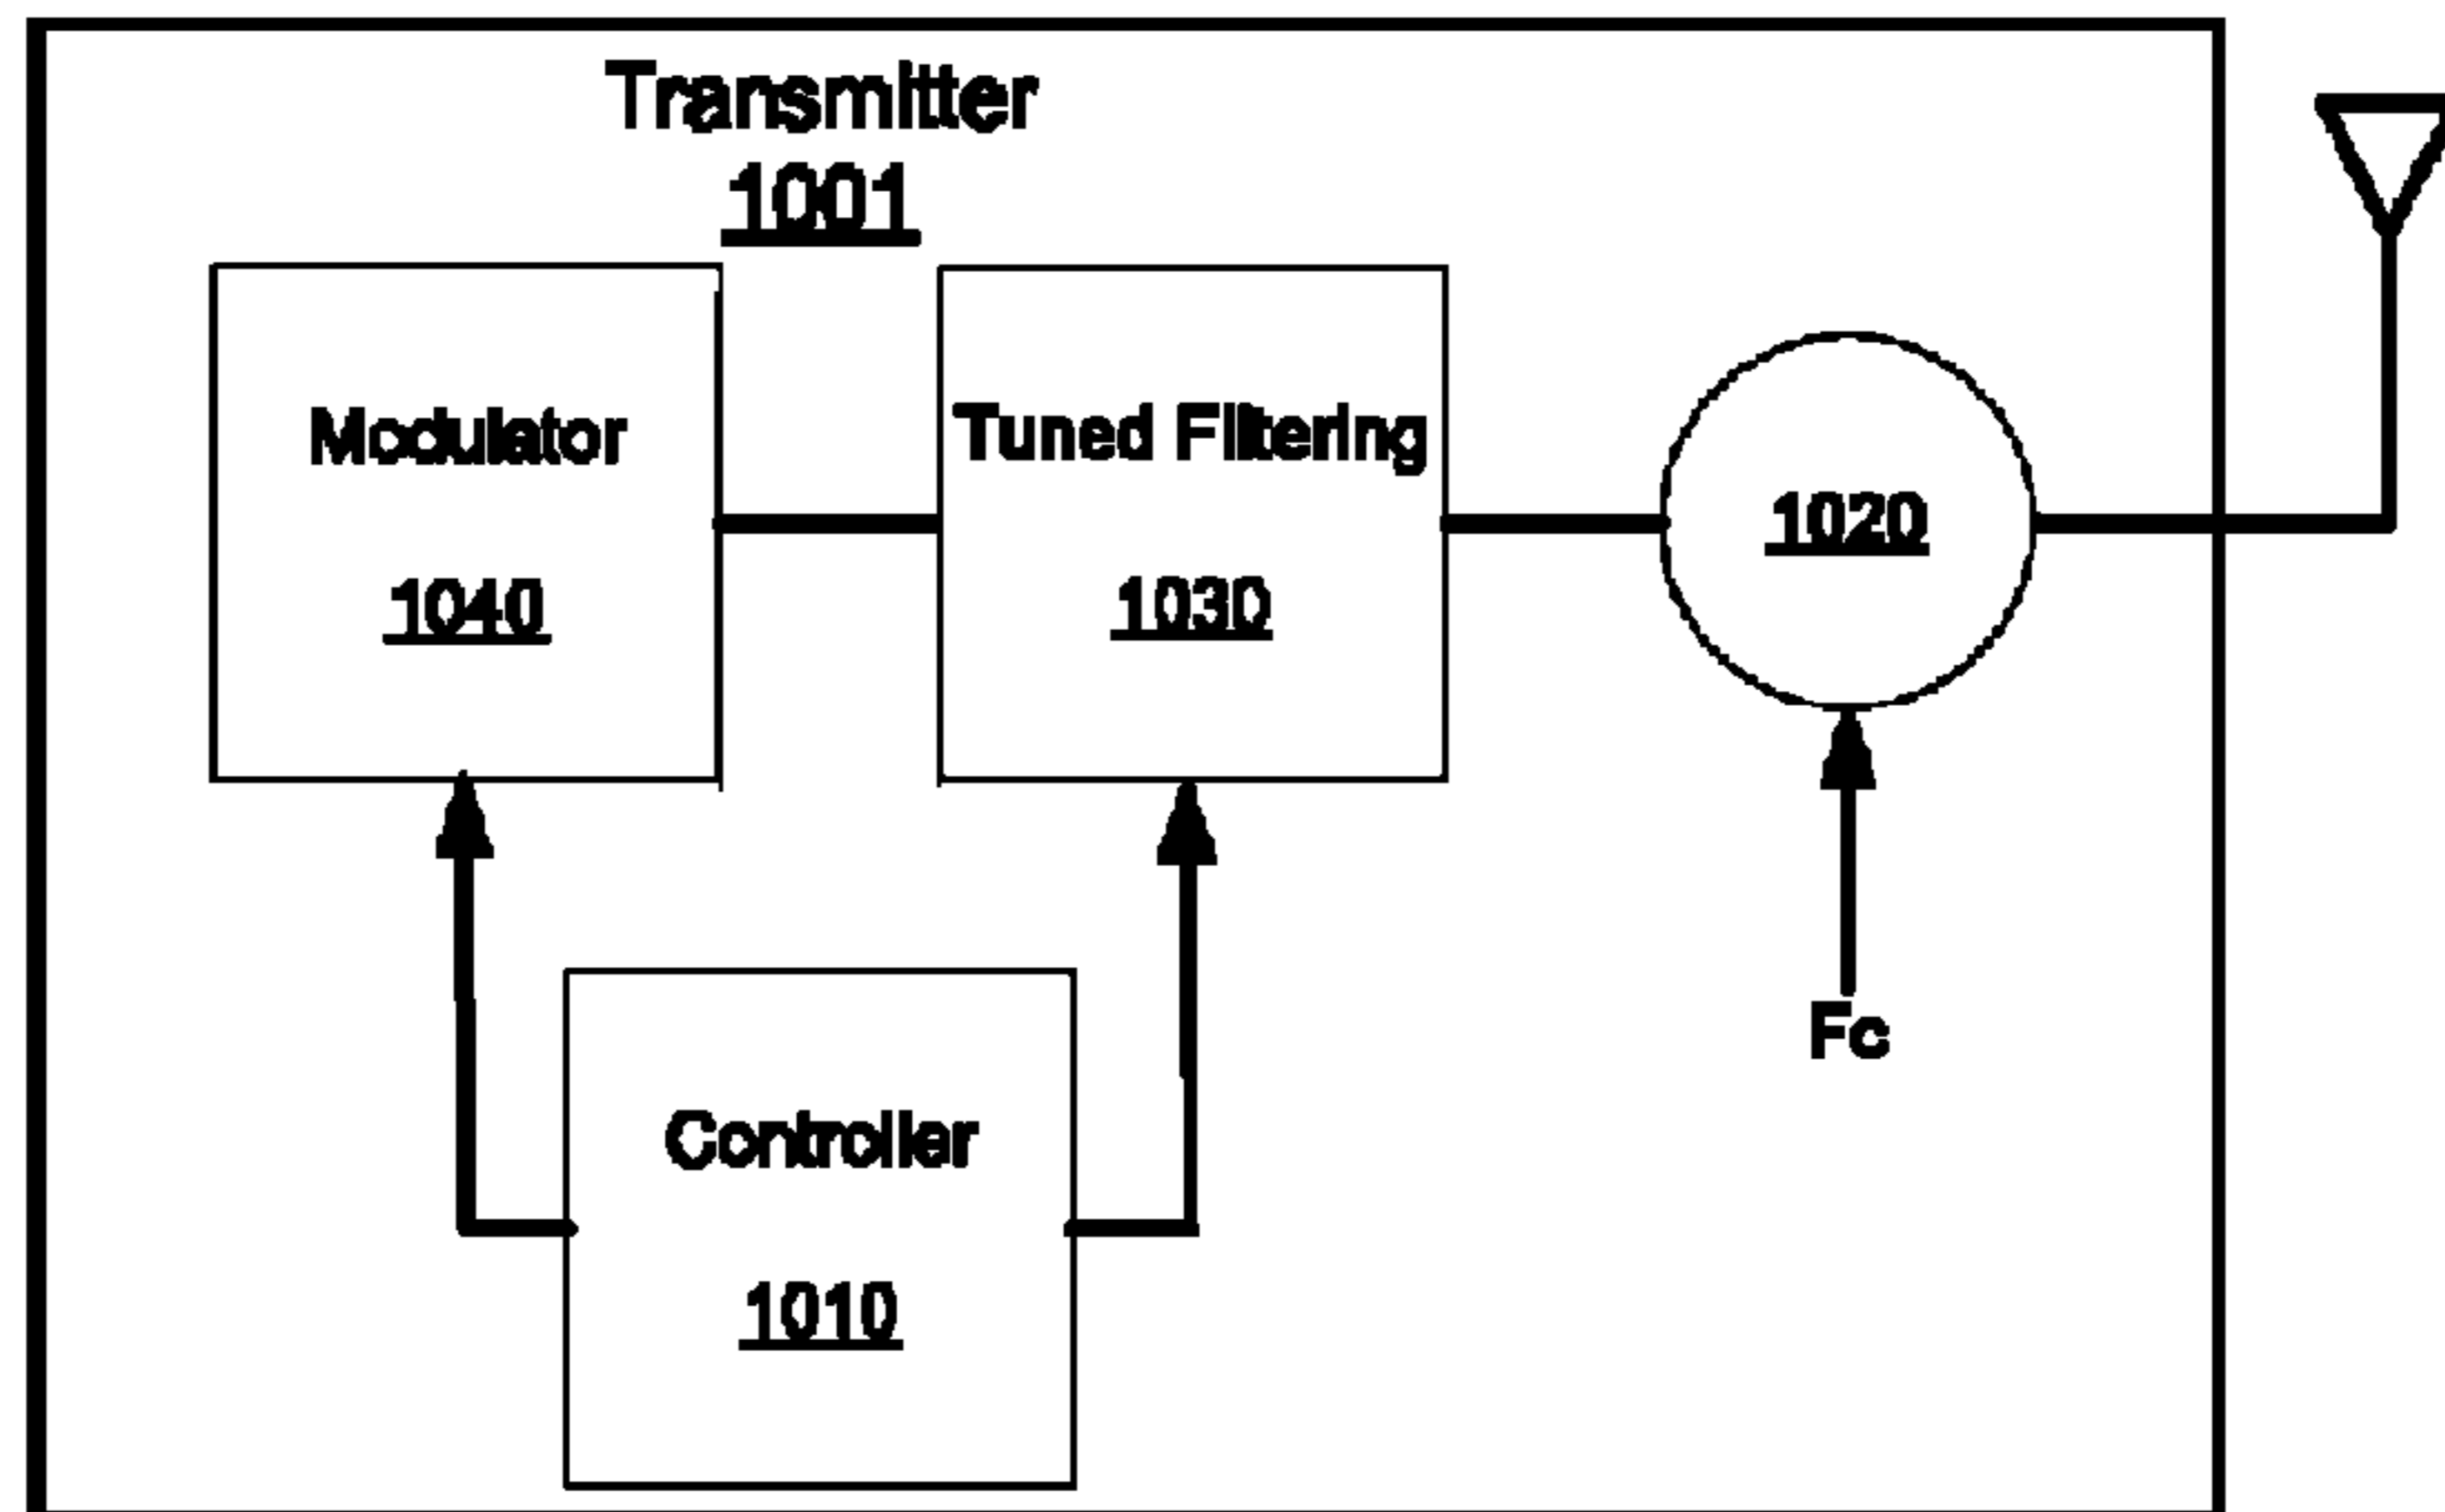 Transmitter
1001
Modulator
1040
Tuned Filtering
1030
1020
Fc
Controller
1010